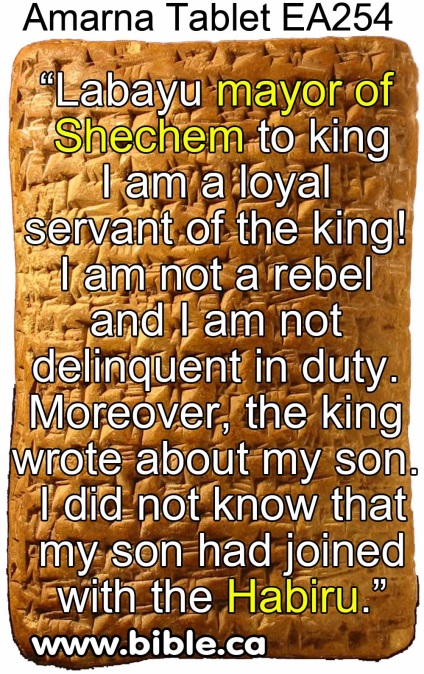 Amarna Tablet EA254
“Labayu mayor of
Shechem to king
I am a loyal
servant of the king!
I am not a rebel
and I am not
delinquent in duty.
Moreover, the king
wrote about my son.
I did not know that
my son had joined
with the Habiru.”
www.bible.ca